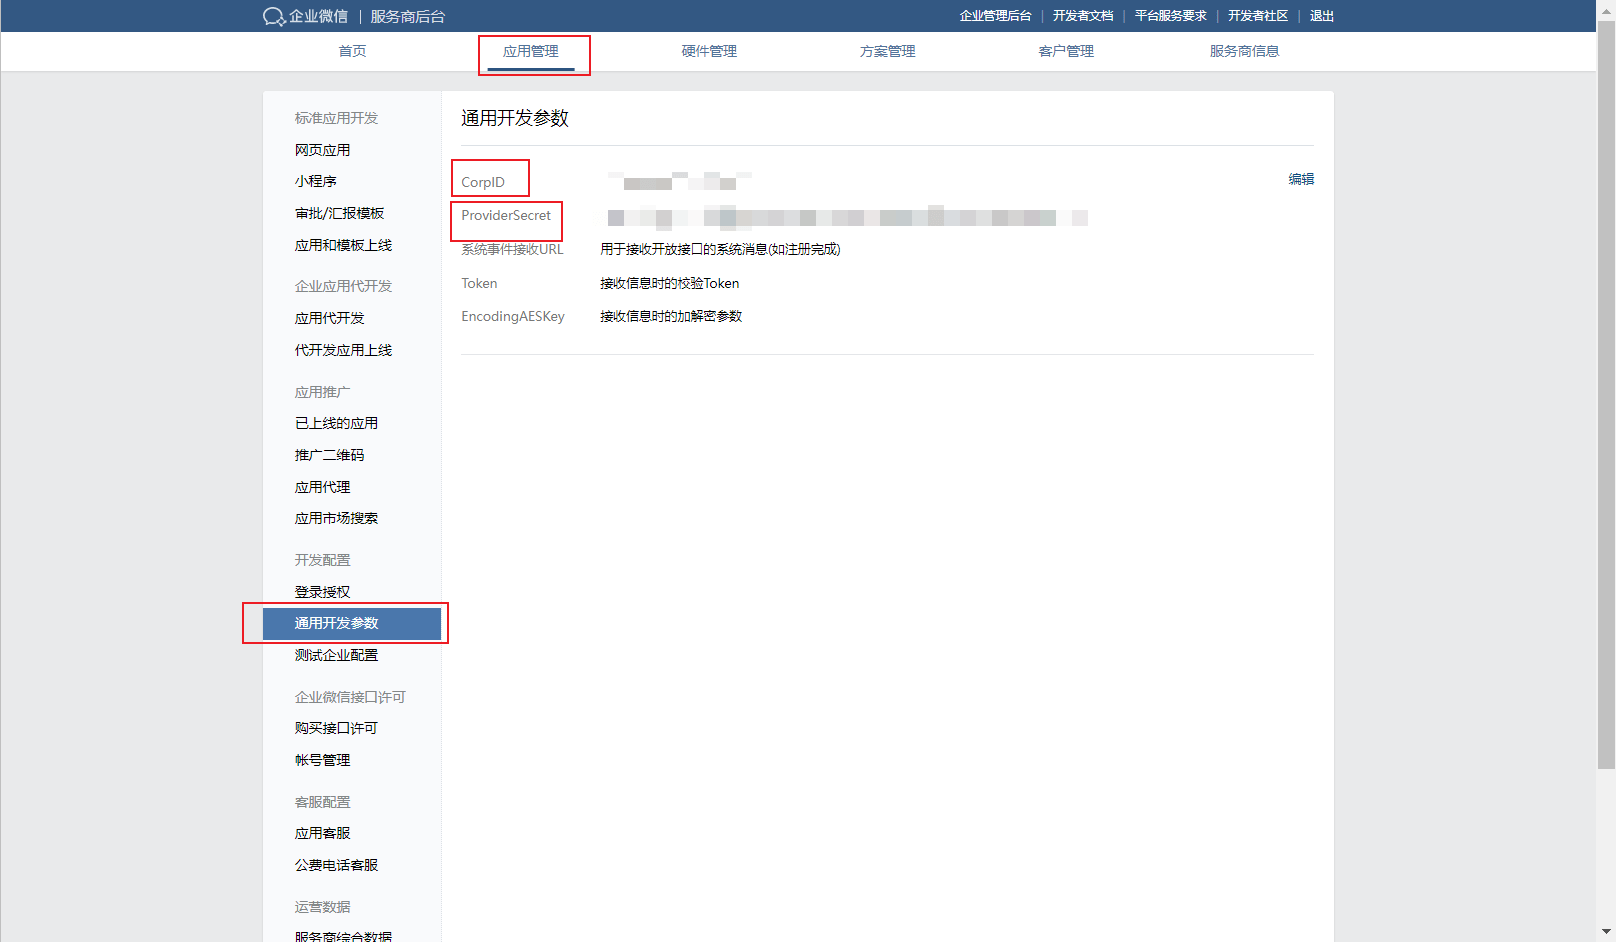 企业微信 | 服务商后台
企业管理后台 | 开发者文档 | 平台服务要求 | 开发者社区 | 退出
首页 应用管理 硬件管理 方案管理 客户管理 服务商信息
标准应用开发
网页应用
小程序
审批/汇报模板
应用和模板上线
企业应用代开发
应用代开发
代开发应用上线
应用推广
已上线的应用
推广二维码
应用代理
应用市场搜索
开发配置
登录授权
通用开发参数
测试企业配置
企业微信接口许可
购买接口许可
帐号管理
客服配置
应用客服
公费电话客服
运营数据
服务商综合数据
通用开发参数
CorpID
编辑
ProviderSecret
系统事件接收URL 用于接收开放接口的系统消息(如注册完成)
Token 接收信息时的校验Token
EncodingAESKey 接收信息时的加解密参数